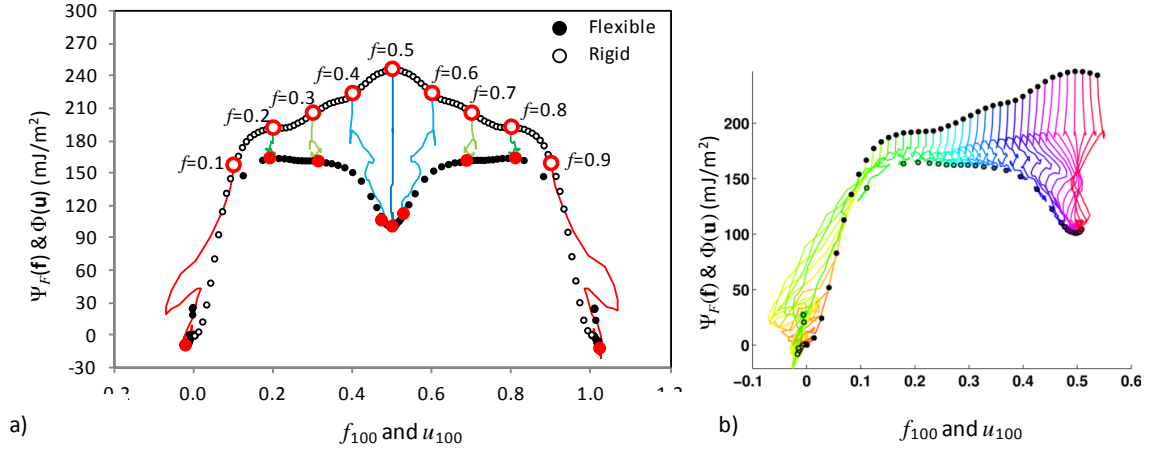 300
270
240
210
180
150
120
90
60
30
0
-30
Ψ_F(f) & Φ(u) (mJ/m²)
Flexible
Rigid
f=0.5
f=0.4
f=0.6
f=0.3
f=0.7
f=0.2
f=0.8
f=0.1
f=0.9
0.0
0.2
0.4
0.6
0.8
1.0
a)
f₁₀₀ and u₁₀₀
200
150
100
50
0
Ψ_F(f) & Φ(u) (mJ/m²)
−0.1
0
0.1
0.2
0.3
0.4
0.5
0.6
b)
f₁₀₀ and u₁₀₀